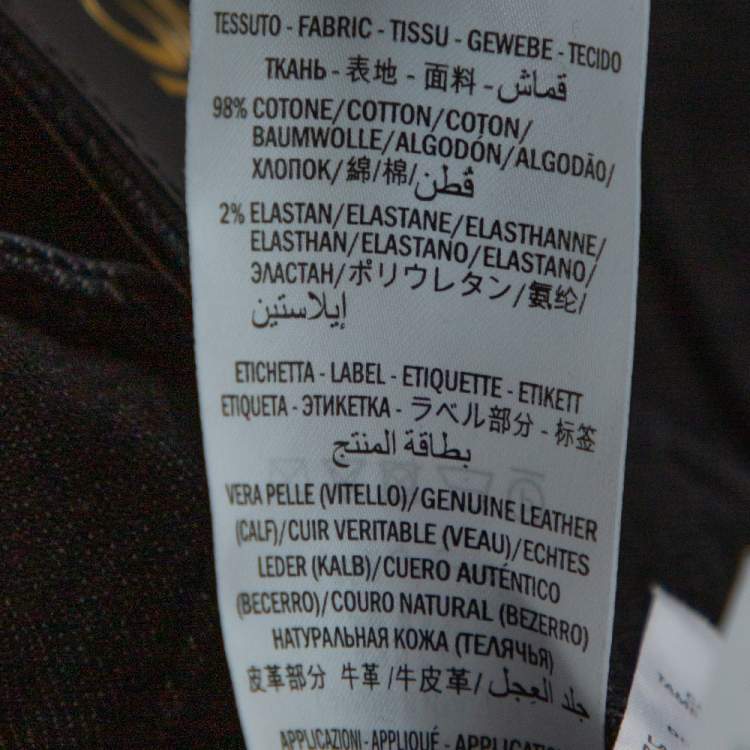 TESSUTO - FABRIC - TISSU - GEWEBE - TECIDO
ТКАНЬ - 表地 - 面料 - قماش
98% COTONE/COTTON/COTON/
BAUMWOLLE/ALGODÓN/ALGODÃO/
ХЛОПОК/綿/棉/قطن
2% ELASTAN/ELASTANE/ELASTHANNE/
ELASTHAN/ELASTANO/ELASTANO/
ЭЛАСТАН/ポリウレタン/氨纶/
إيلاستين
ETICHETTA - LABEL - ETIQUETTE - ETIKETT
ETIQUETA - ЭТИКЕТКА - ラベル部分 - 标签
بطاقة المنتج
VERA PELLE (VITELLO)/GENUINE LEATHER
(CALF)/CUIR VERITABLE (VEAU)/ECHTES
LEDER (KALB)/CUERO AUTÉNTICO
(BECERRO)/COURO NATURAL (BEZERRO)
НАТУРАЛЬНАЯ КОЖА (ТЕЛЯЧЬЯ)
皮革部分 牛革/牛皮革/جلد العجل
APPLICAZIONI - APPLIQUÉ - APPLICATIONS